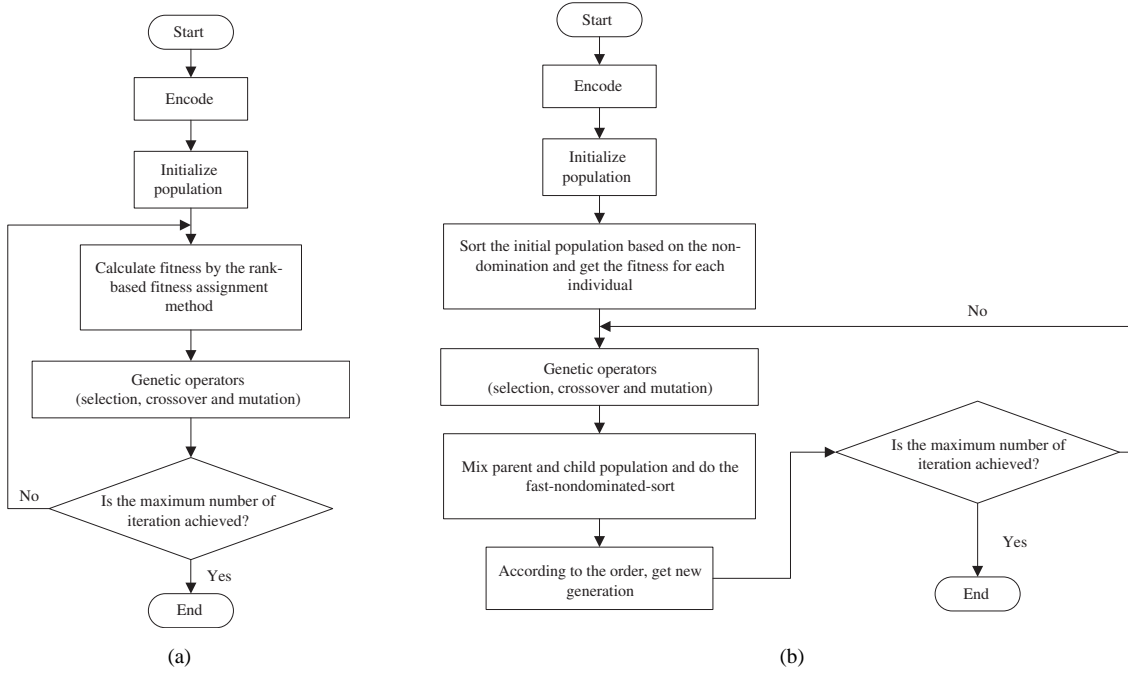 Start
Encode
Initialize
population
Calculate fitness by the rank-
based fitness assignment
method
Genetic operators
(selection, crossover and mutation)
Is the maximum number of
iteration achieved?
No
Yes
End
(a)
Start
Encode
Initialize
population
Sort the initial population based on the non-
domination and get the fitness for each
individual
No
Genetic operators
(selection, crossover and mutation)
Mix parent and child population and do the
fast-nondominated-sort
According to the order, get new
generation
Is the maximum number of
iteration achieved?
Yes
End
(b)